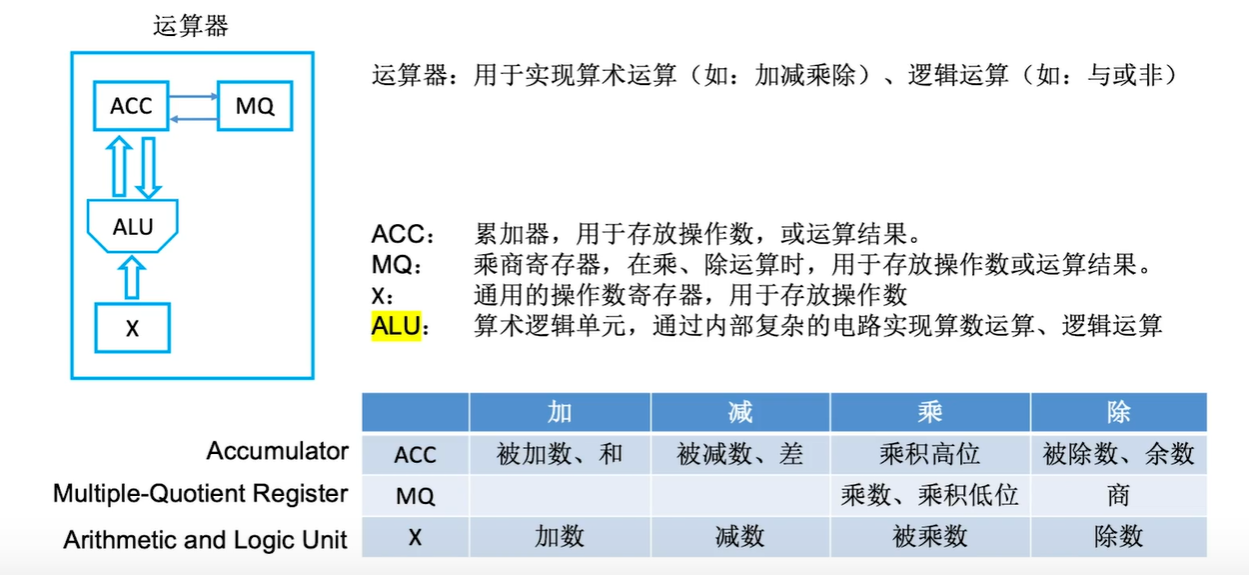 运算器
运算器：用于实现算术运算（如：加减乘除）、逻辑运算（如：与或非）
ACC
MQ
ALU
X
ACC： 累加器，用于存放操作数，或运算结果。
MQ： 乘商寄存器，在乘、除运算时，用于存放操作数或运算结果。
X： 通用的操作数寄存器，用于存放操作数
ALU： 算术逻辑单元，通过内部复杂的电路实现算数运算、逻辑运算
加 减 乘 除
Accumulator ACC 被加数、和 被减数、差 乘积高位 被除数、余数
Multiple-Quotient Register MQ 乘数、乘积低位 商
Arithmetic and Logic Unit X 加数 减数 被乘数 除数